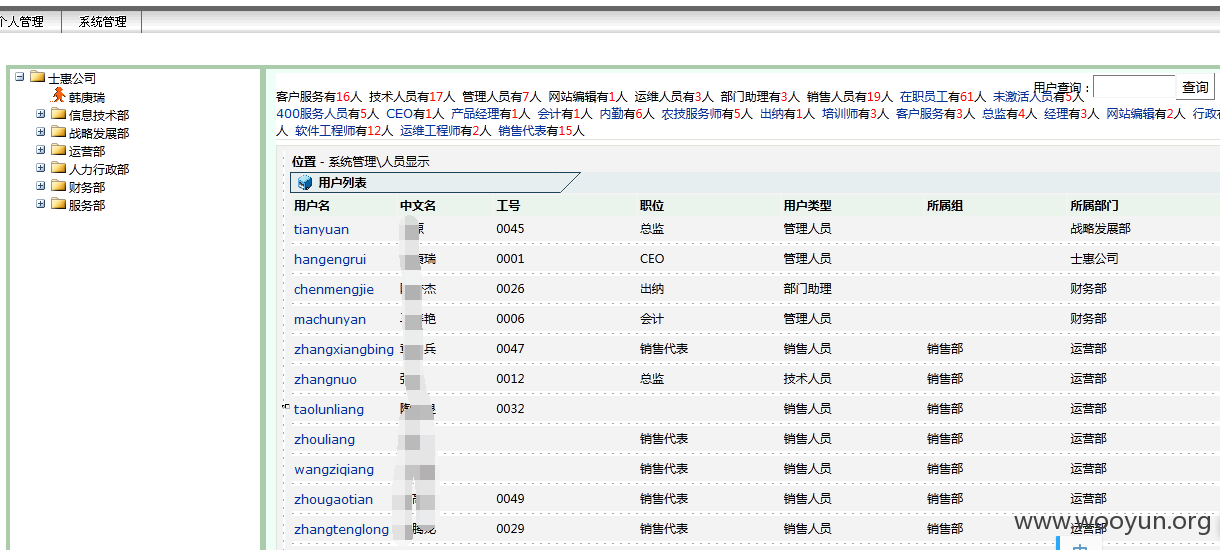 个人管理 系统管理
士惠公司
韩庚瑞
信息技术部
战略发展部
运营部
人力行政部
财务部
服务部
用户查询： 查询
客户服务有16人 技术人员有17人 管理人员有7人 网站编辑有1人 运维人员有3人 部门助理有3人 销售人员有19人 在职员工有61人 未激活人员有5人
400服务人员有5人 CEO有1人 产品经理有1人 会计有1人 内勤有6人 农技服务师有5人 出纳有1人 培训师有3人 客户服务有3人 总监有4人 经理有3人 网站编辑有2人 行政
人 软件工程师有12人 运维工程师有2人 销售代表有15人
位置 - 系统管理\人员显示
用户列表
用户名 中文名 工号 职位 用户类型 所属组 所属部门
tianyuan 0045 总监 管理人员 战略发展部
hangengrui 瑞 0001 CEO 管理人员 士惠公司
chenmengjie 杰 0026 出纳 部门助理 财务部
machunyan 艳 0006 会计 管理人员 财务部
zhangxiangbing 兵 0047 销售代表 销售人员 销售部 运营部
zhangnuo 0012 总监 技术人员 销售部 运营部
taolunliang 0032 销售人员 销售部 运营部
zhouliang 销售代表 销售人员 销售部 运营部
wangziqiang 销售代表 销售人员 销售部 运营部
zhougaotian 0049 销售代表 销售人员 销售部 运营部
zhangtenglong 腾龙 0029 销售代表 销售人员 销售部 运营部
www.wooyun.org